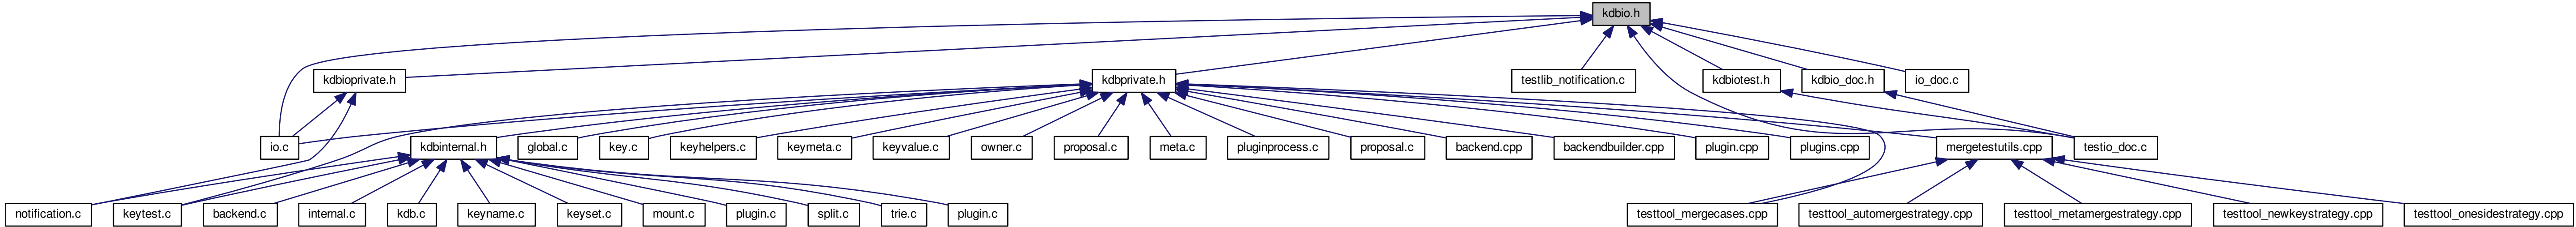 kdbio.h
kdbioprivate.h
kdbprivate.h
testlib_notification.c
kdbiotest.h
kdbio_doc.h
io_doc.c
io.c
kdbinternal.h
global.c
key.c
keyhelpers.c
keymeta.c
keyvalue.c
owner.c
proposal.c
meta.c
pluginprocess.c
proposal.c
backend.cpp
backendbuilder.cpp
plugin.cpp
plugins.cpp
mergetestutils.cpp
testio_doc.c
notification.c
keytest.c
backend.c
internal.c
kdb.c
keyname.c
keyset.c
mount.c
plugin.c
split.c
trie.c
plugin.c
testtool_mergecases.cpp
testtool_automergestrategy.cpp
testtool_metamergestrategy.cpp
testtool_newkeystrategy.cpp
testtool_onesidestrategy.cpp